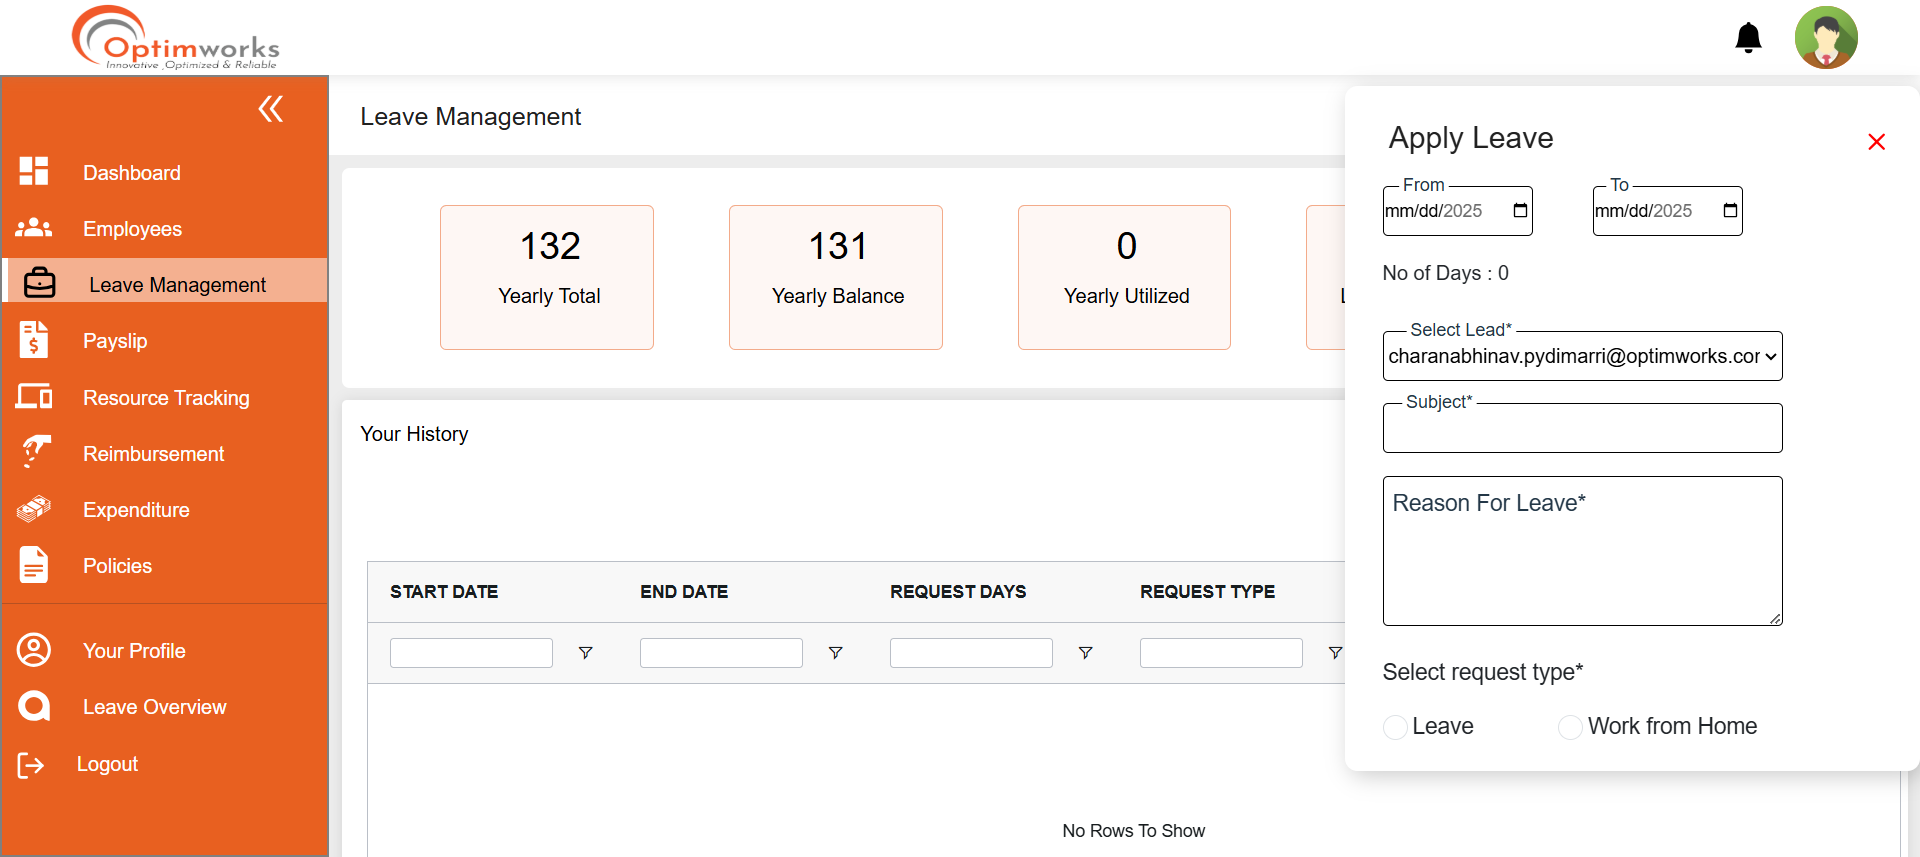 Optimworks
Innovative ,Optimized & Reliable
Dashboard
Employees
Leave Management
Payslip
Resource Tracking
Reimbursement
Expenditure
Policies
Your Profile
Leave Overview
Logout
Leave Management
132
Yearly Total
131
Yearly Balance
0
Yearly Utilized
L
Your History
START DATE
END DATE
REQUEST DAYS
REQUEST TYPE
No Rows To Show
Apply Leave
From
mm/dd/2025
To
mm/dd/2025
No of Days : 0
Select Lead*
charanabhinav.pydimarri@optimworks.cor
Subject*
Reason For Leave*
Select request type*
Leave
Work from Home